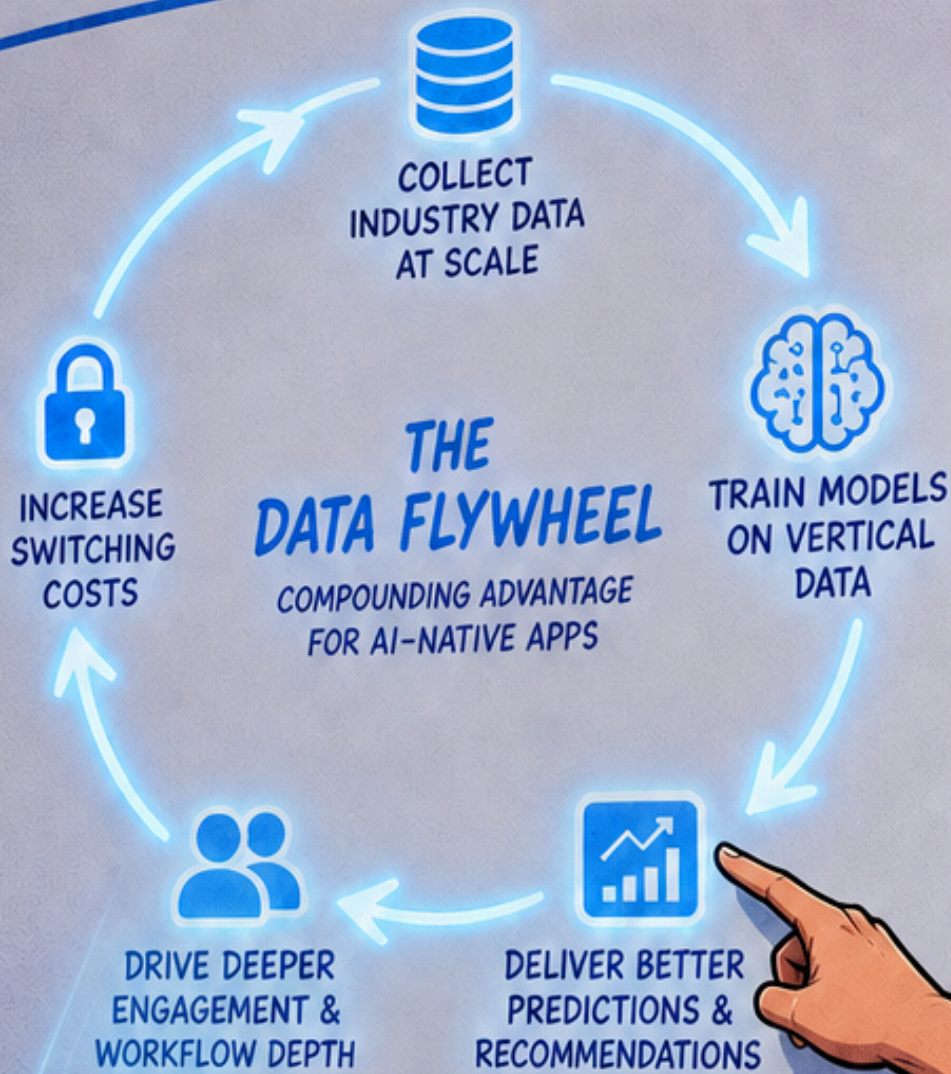 COLLECT
INDUSTRY DATA
AT SCALE
TRAIN MODELS
ON VERTICAL
DATA
DELIVER BETTER
PREDICTIONS &
RECOMMENDATIONS
DRIVE DEEPER
ENGAGEMENT &
WORKFLOW DEPTH
INCREASE
SWITCHING
COSTS
THE
DATA FLYWHEEL
COMPOUNDING ADVANTAGE
FOR AI-NATIVE APPS